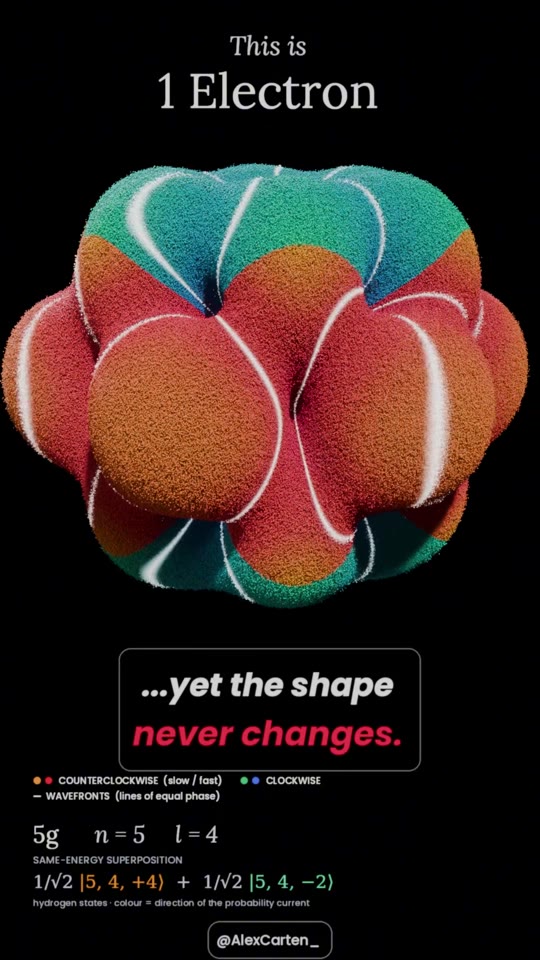 This is
1 Electron
...yet the shape
never changes.
COUNTERCLOCKWISE (slow / fast) CLOCKWISE
— WAVEFRONTS (lines of equal phase)
5g n = 5 l = 4
SAME-ENERGY SUPERPOSITION
1/√2 |5, 4, +4⟩ + 1/√2 |5, 4, −2⟩
hydrogen states · colour = direction of the probability current
@AlexCarten_